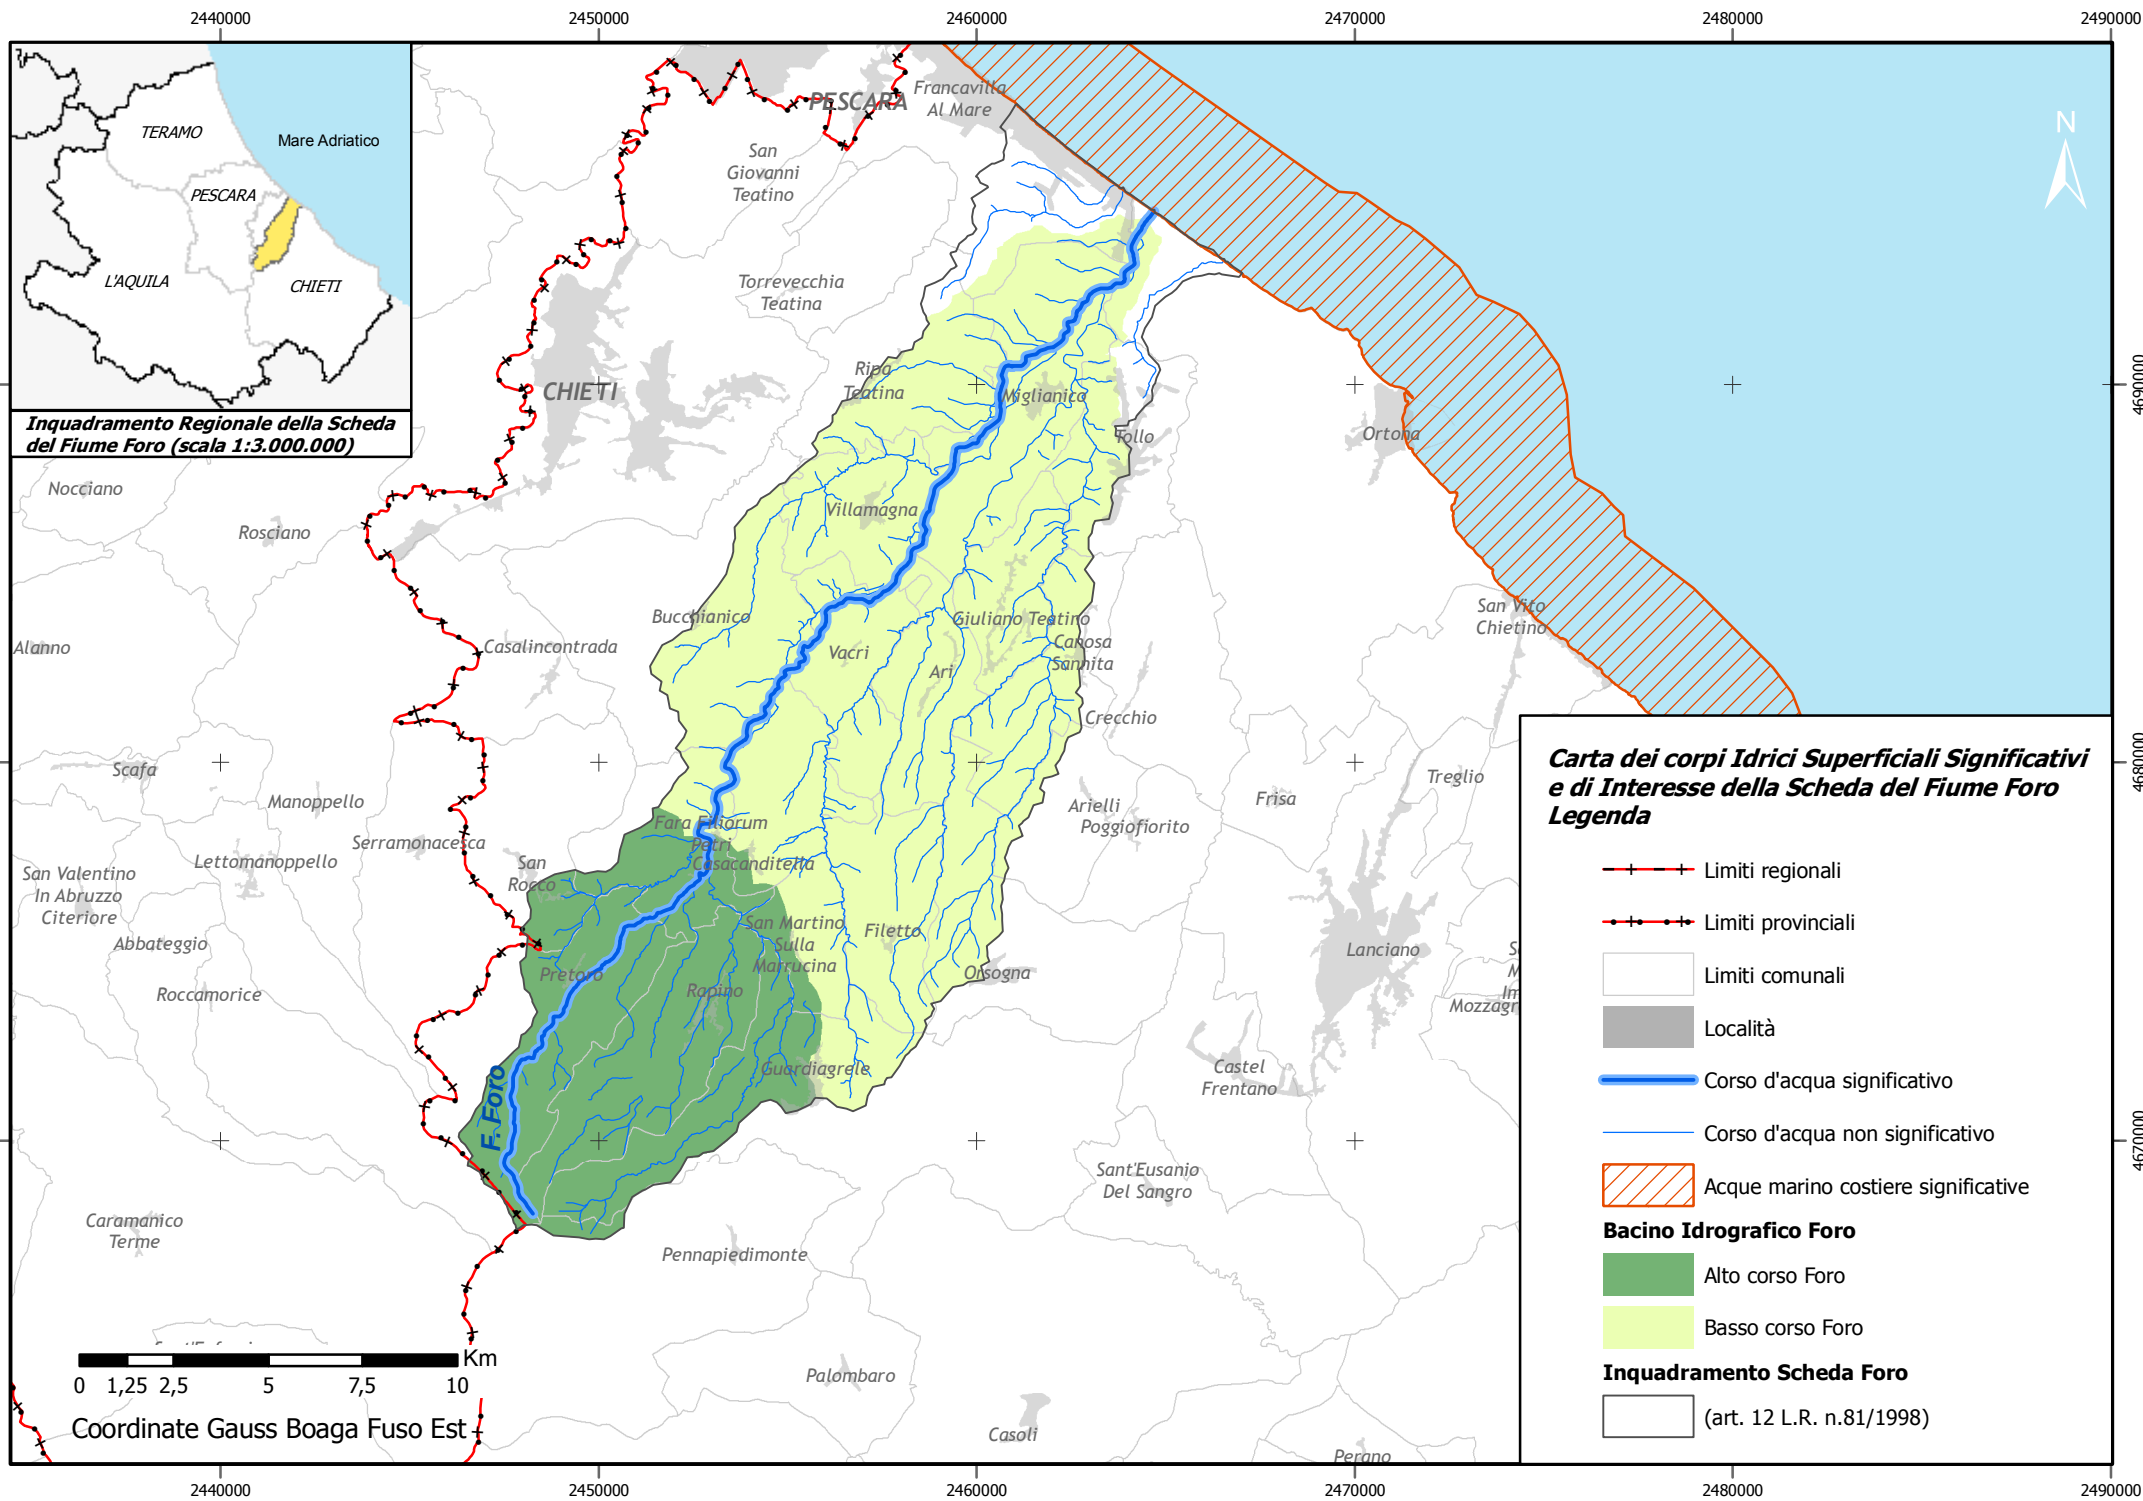 2440000
2450000
2460000
2470000
2480000
2490000
TERAMO
Mare Adriatico
PESCARA
L'AQUILA
CHIETI
Inquadramento Regionale della Scheda
del Fiume Foro (scala 1:3.000.000)
PESCARA
Francavilla
Al Mare
N
San
Giovanni
Teatino
Torrevecchia
Teatina
Ripa
Teatina
CHIETI
Miglianico
Tollo
Ortona
4690000
Nocciano
Rosciano
Villamagna
Bucchianico
Giuliano Teatino
San Vito
Chietino
Alanno
Casalincontrada
Vacri
Ari
Canosa
Sannita
Crecchio
Scafa
Manoppello
Arielli
Poggiofiorito
Frisa
Treglio
4680000
Serramonacesca
Lettomanoppello
Fara Filiorum
Petri
Casacanditella
San
Rocco
San Valentino
In Abruzzo
Citeriore
Abbateggio
San Martino
Sulla
Marrucina
Filetto
Lanciano
Roccamorice
Pretoro
Rapino
Orsogna
Mozzagr
Guardiagrele
Castel
Frentano
F. Foro
Sant'Eusanio
Del Sangro
4670000
Caramanico
Terme
Pennapiedimonte
Palombaro
Casoli
Perano
Carta dei corpi Idrici Superficiali Significativi
e di Interesse della Scheda del Fiume Foro
Legenda
Limiti regionali
Limiti provinciali
Limiti comunali
Località
Corso d'acqua significativo
Corso d'acqua non significativo
Acque marino costiere significative
Bacino Idrografico Foro
Alto corso Foro
Basso corso Foro
Inquadramento Scheda Foro
(art. 12 L.R. n.81/1998)
Km
0 1,25 2,5 5 7,5 10
Coordinate Gauss Boaga Fuso Est
2440000
2450000
2460000
2470000
2480000
2490000